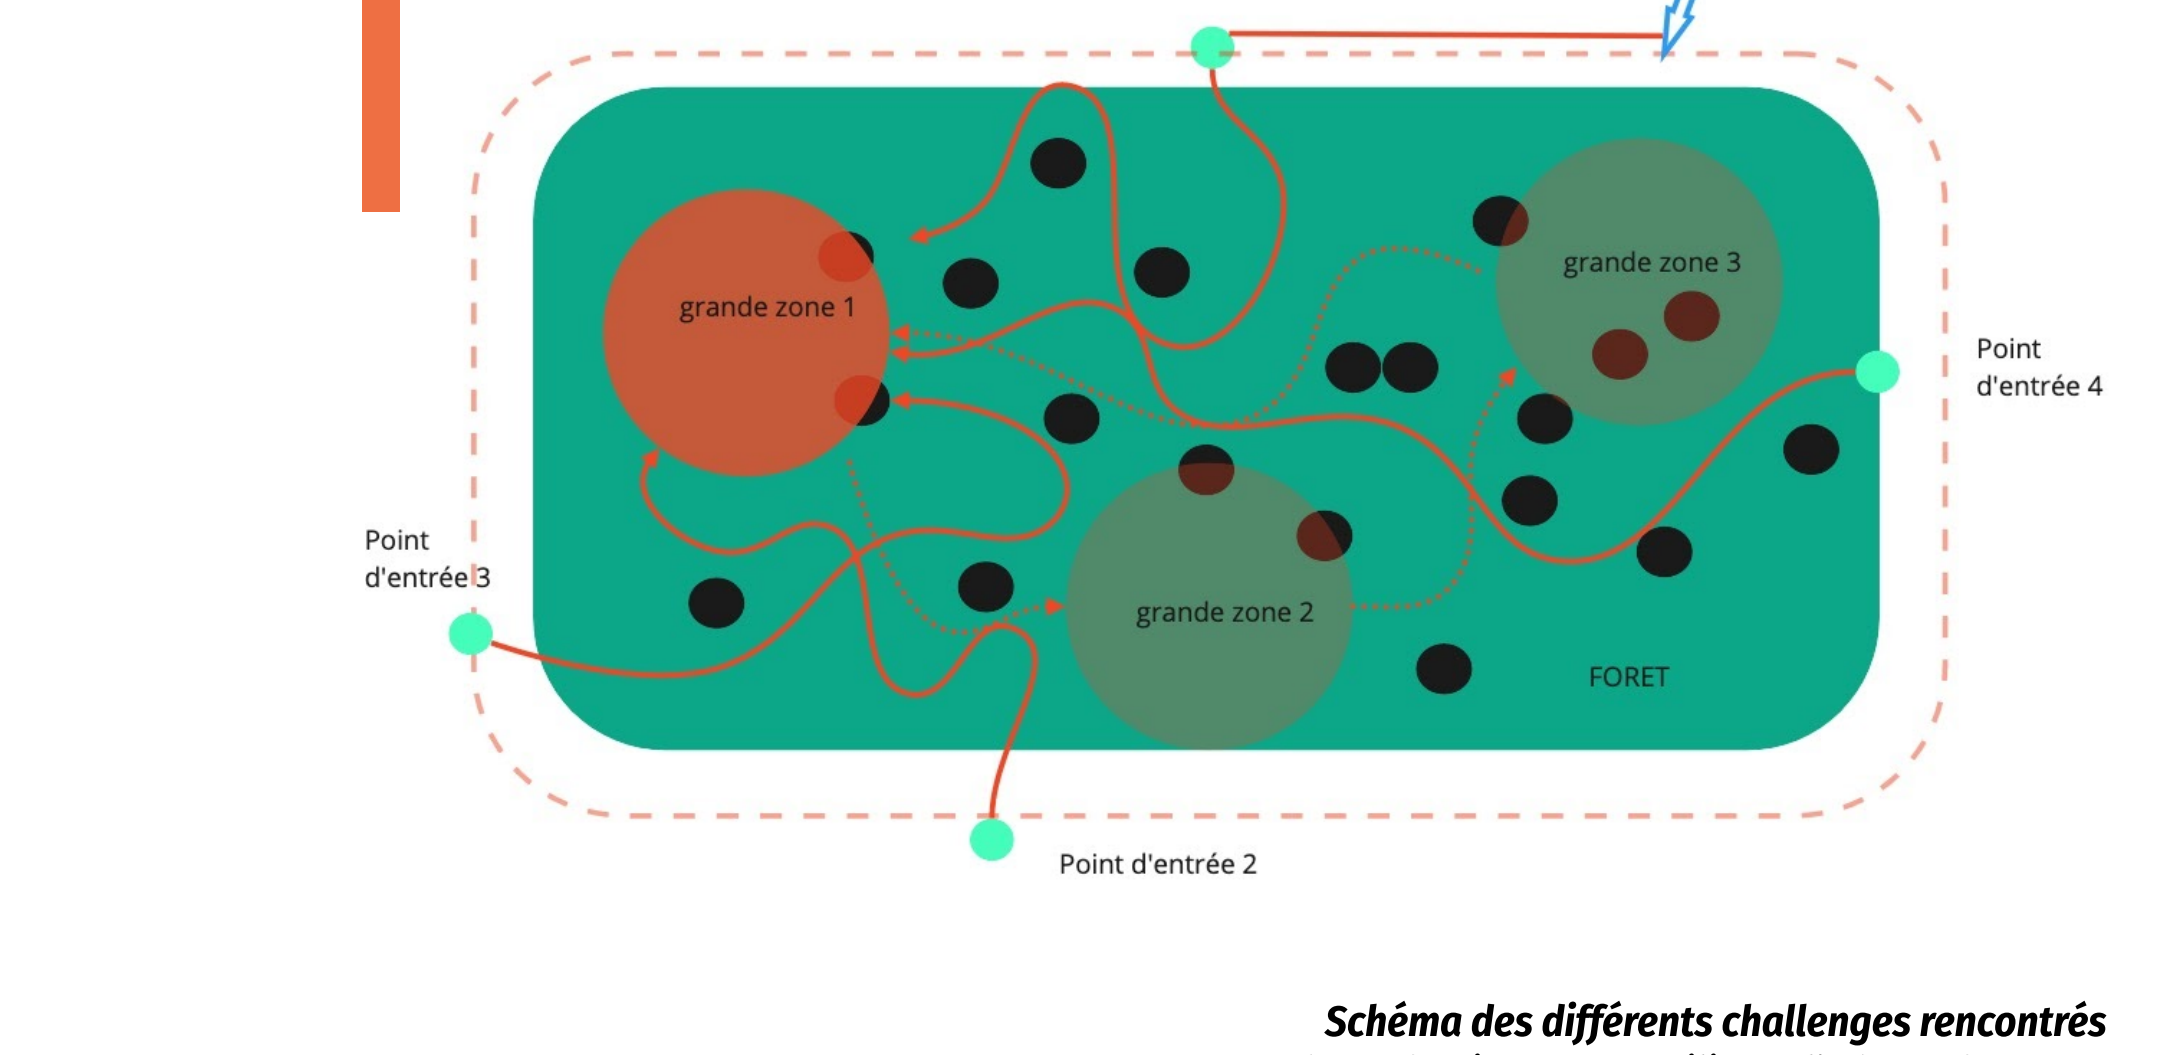 grande zone 3
grande zone 1
Point
d'entrée 4
Point
d'entrée 3
grande zone 2
FORET
Point d'entrée 2
Schéma des différents challenges rencontrés